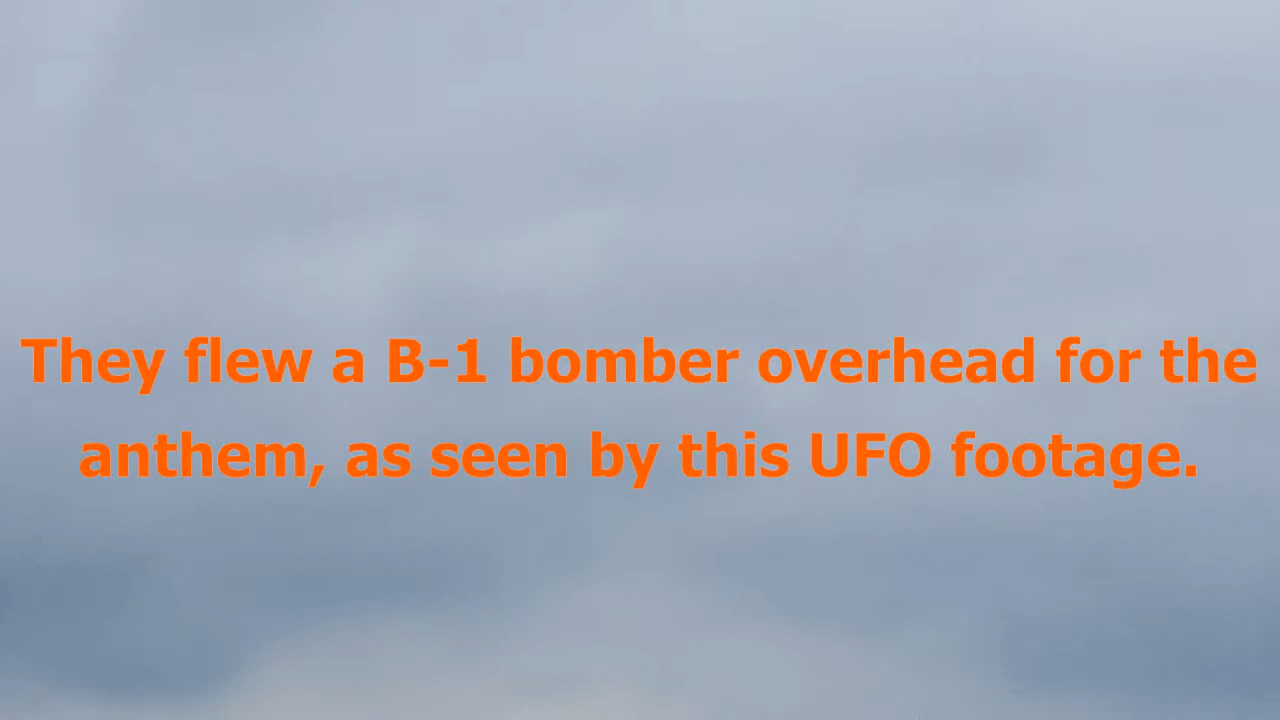 They flew a B-1 bomber overhead for the
anthem, as seen by this UFO footage.